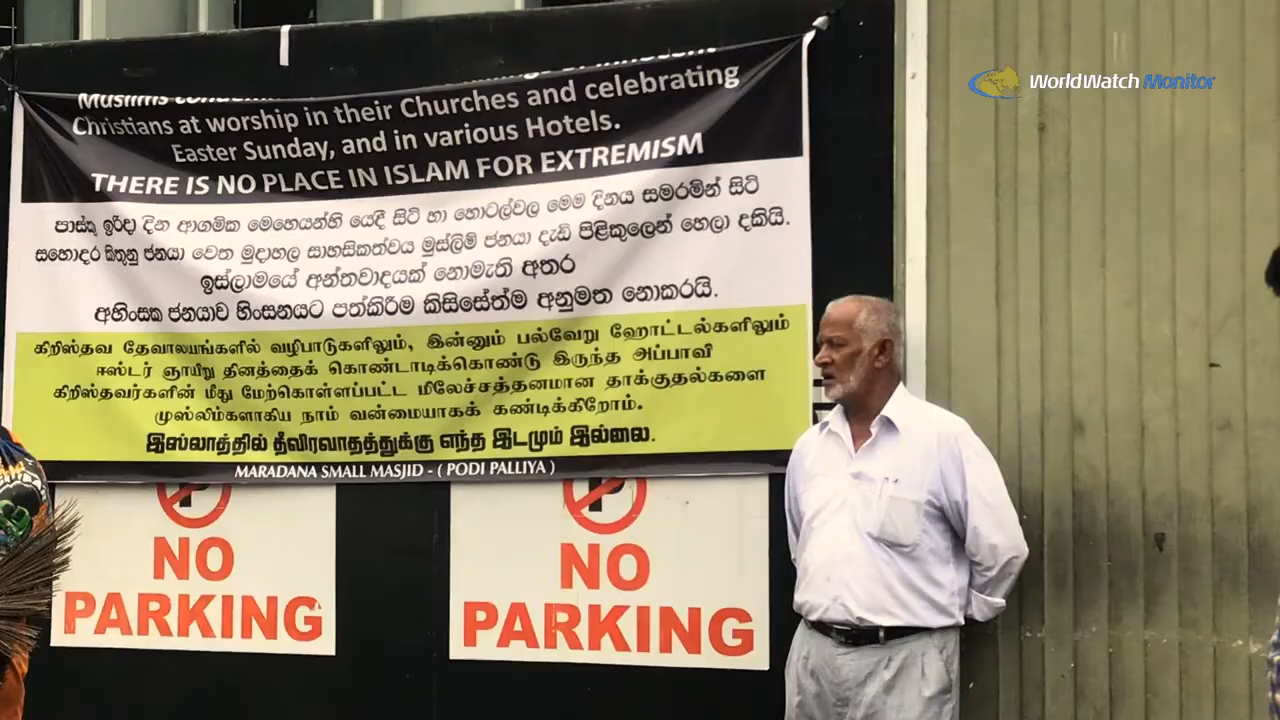 WorldWatch Monitor
Muslims
Christians at worship in their Churches and celebrating
Easter Sunday, and in various Hotels.
THERE IS NO PLACE IN ISLAM FOR EXTREMISM
පාස්කු ඉරිදා දින ආගමික මෙහෙයන්හි යෙදී සිටි හා හොටල්වල මෙම දිනය සමරමින් සිටි
සහොදර කිතුනු ජනයා වෙත මුදාහල සාහසිකත්වය මුස්ලිම් ජනයා දැඩි පිළිකුලෙන් හෙලා දකියි.
ඉස්ලාමයේ අන්තවාදයක් නොමැති අතර
අහිංසක ජනයාව හිංසනයට පත්කිරීම කිසිසේත්ම අනුමත නොකරයි.
கிறிஸ்தவ தேவாலயங்களில் வழிபாடுகளிலும், இன்னும் பல்வேறு ஹோட்டல்களிலும்
ஈஸ்டர் ஞாயிறு தினத்தைக் கொண்டாடிக்கொண்டு இருந்த அப்பாவி
கிறிஸ்தவர்களின் மீது மேற்கொள்ளப்பட்ட மிலேச்சத்தனமான தாக்குதல்களை
முஸ்லிம்களாகிய நாம் வன்மையாகக் கண்டிக்கிறோம்.
இஸ்லாத்தில் தீவிரவாதத்துக்கு எந்த இடமும் இல்லை.
MARADANA SMALL MASJID - ( PODI PALLIYA )
P
NO
PARKING
P
NO
PARKING